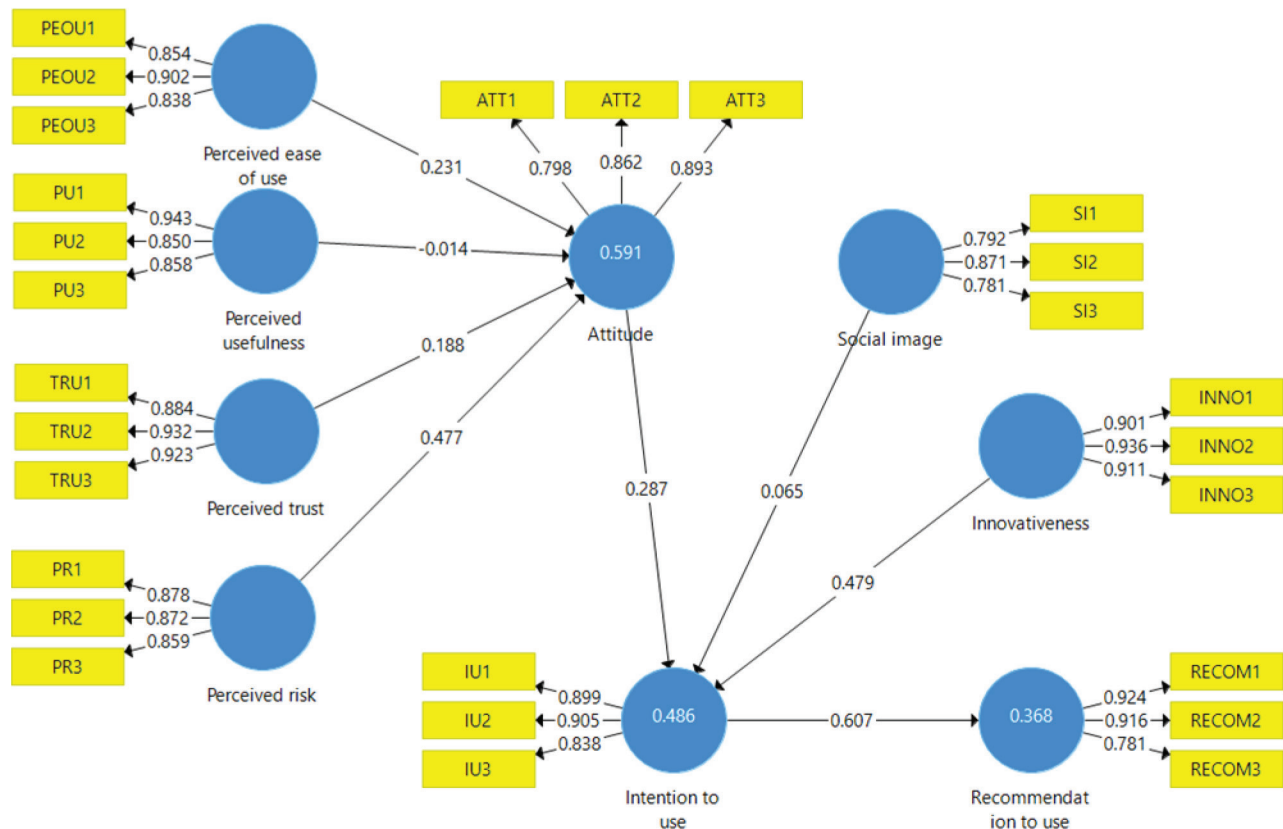 PEOU1
PEOU2
PEOU3
0.854
0.902
0.838
Perceived ease
of use
PU1
PU2
PU3
0.943
0.850
0.858
Perceived
usefulness
TRU1
TRU2
TRU3
0.884
0.932
0.923
Perceived trust
PR1
PR2
PR3
0.878
0.872
0.859
Perceived risk
0.231
-0.014
0.188
0.477
ATT1
ATT2
ATT3
0.798
0.862
0.893
0.591
Attitude
SI1
SI2
SI3
0.792
0.871
0.781
Social image
INNO1
INNO2
INNO3
0.901
0.936
0.911
Innovativeness
0.287
0.065
0.479
IU1
IU2
IU3
0.899
0.905
0.838
0.486
Intention to
use
0.607
0.368
Recommendat
ion to use
0.924
0.916
0.781
RECOM1
RECOM2
RECOM3